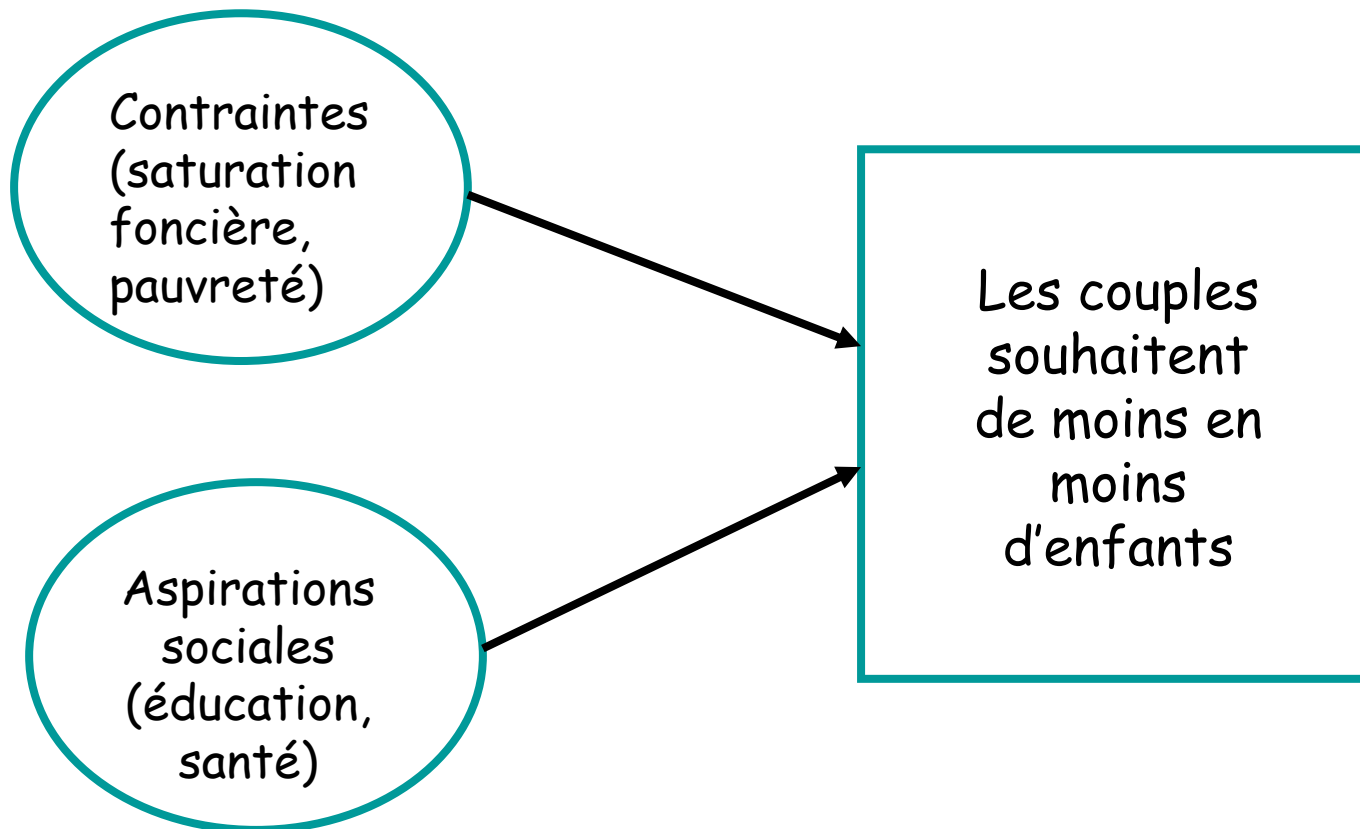 Contraintes
(saturation
foncière,
pauvreté)
Les couples
souhaitent
de moins en
moins
d’enfants
Aspirations
sociales
(éducation,
santé)